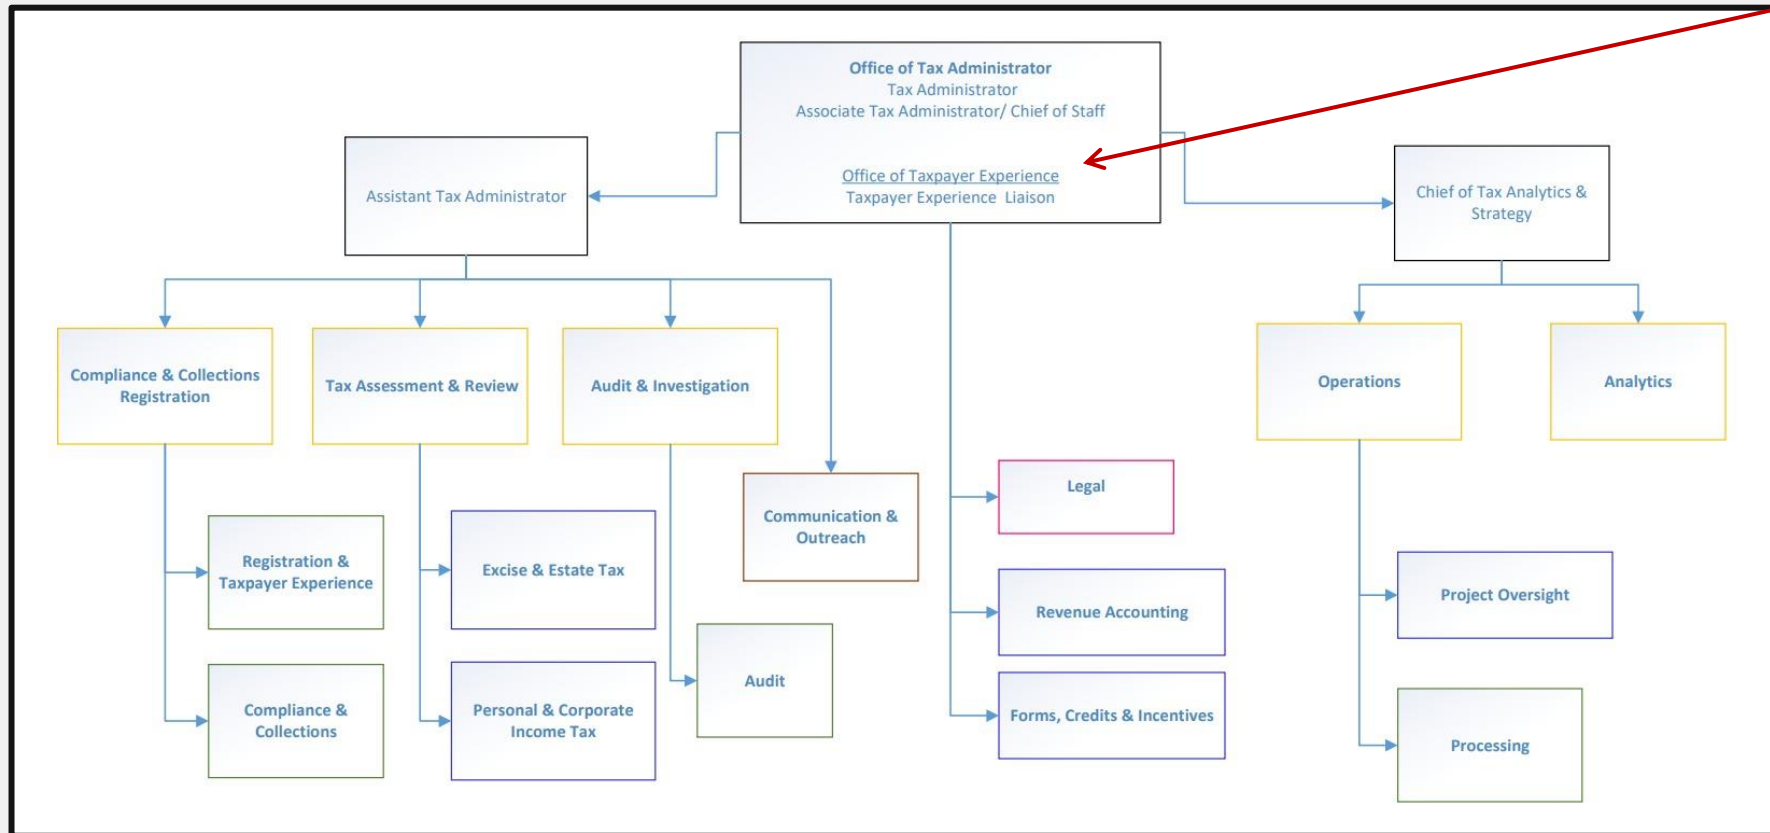 Office of Tax Administrator
Tax Administrator
Associate Tax Administrator/ Chief of Staff
Office of Taxpayer Experience
Taxpayer Experience Liaison
Assistant Tax Administrator
Chief of Tax Analytics &
Strategy
Compliance & Collections
Registration
Tax Assessment & Review
Audit & Investigation
Operations
Analytics
Communication &
Outreach
Legal
Registration &
Taxpayer Experience
Excise & Estate Tax
Revenue Accounting
Project Oversight
Compliance &
Collections
Personal & Corporate
Income Tax
Audit
Forms, Credits & Incentives
Processing